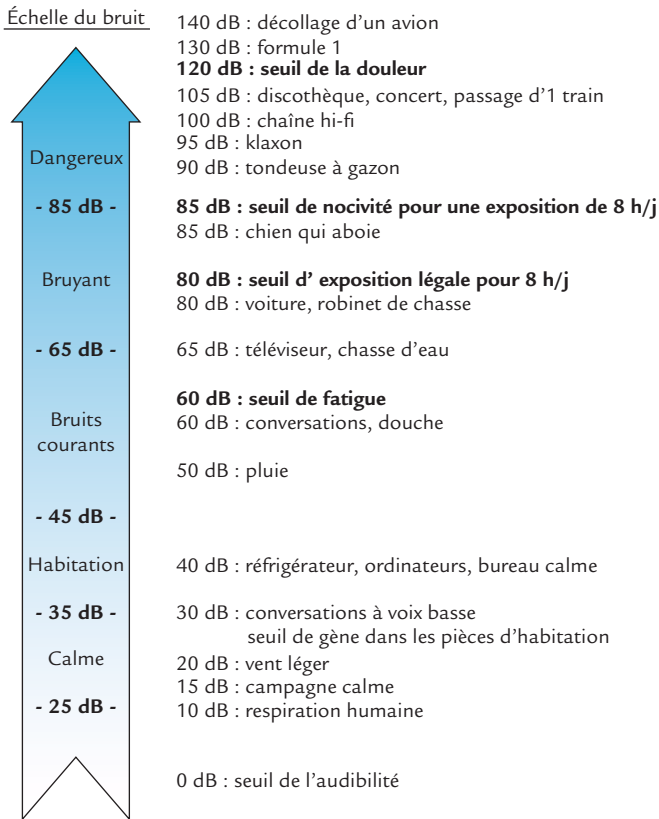 Échelle du bruit
140 dB : décollage d'un avion
130 dB : formule 1
120 dB : seuil de la douleur
105 dB : discothèque, concert, passage d'1 train
100 dB : chaîne hi-fi
95 dB : klaxon
Dangereux
90 dB : tondeuse à gazon
- 85 dB -
85 dB : seuil de nocivité pour une exposition de 8 h/j
85 dB : chien qui aboie
Bruyant
80 dB : seuil d' exposition légale pour 8 h/j
80 dB : voiture, robinet de chasse
- 65 dB -
65 dB : téléviseur, chasse d'eau
60 dB : seuil de fatigue
Bruits
courants
60 dB : conversations, douche
50 dB : pluie
- 45 dB -
Habitation
40 dB : réfrigérateur, ordinateurs, bureau calme
- 35 dB -
30 dB : conversations à voix basse
seuil de gène dans les pièces d'habitation
Calme
20 dB : vent léger
15 dB : campagne calme
- 25 dB -
10 dB : respiration humaine
0 dB : seuil de l'audibilité